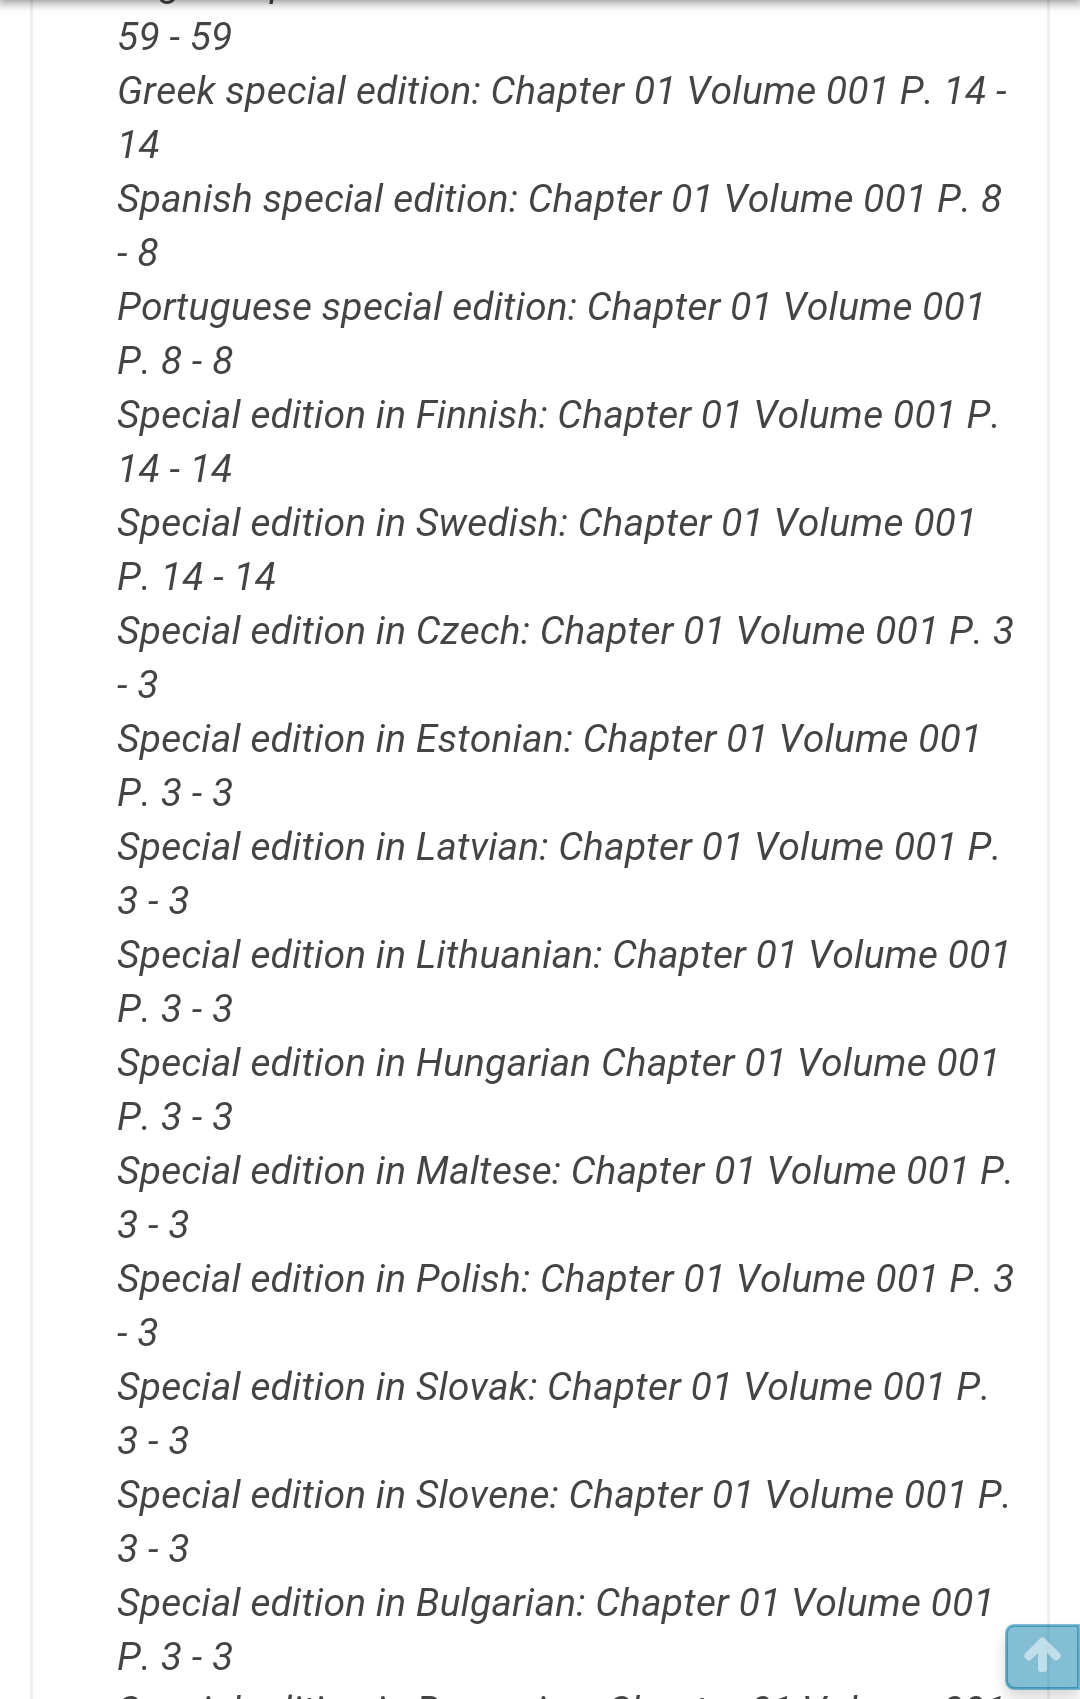 59 - 59
Greek special edition: Chapter 01 Volume 001 P. 14 -
14
Spanish special edition: Chapter 01 Volume 001 P. 8
- 8
Portuguese special edition: Chapter 01 Volume 001
P. 8 - 8
Special edition in Finnish: Chapter 01 Volume 001 P.
14 - 14
Special edition in Swedish: Chapter 01 Volume 001
P. 14 - 14
Special edition in Czech: Chapter 01 Volume 001 P. 3
- 3
Special edition in Estonian: Chapter 01 Volume 001
P. 3 - 3
Special edition in Latvian: Chapter 01 Volume 001 P.
3 - 3
Special edition in Lithuanian: Chapter 01 Volume 001
P. 3 - 3
Special edition in Hungarian Chapter 01 Volume 001
P. 3 - 3
Special edition in Maltese: Chapter 01 Volume 001 P.
3 - 3
Special edition in Polish: Chapter 01 Volume 001 P. 3
- 3
Special edition in Slovak: Chapter 01 Volume 001 P.
3 - 3
Special edition in Slovene: Chapter 01 Volume 001 P.
3 - 3
Special edition in Bulgarian: Chapter 01 Volume 001
P. 3 - 3